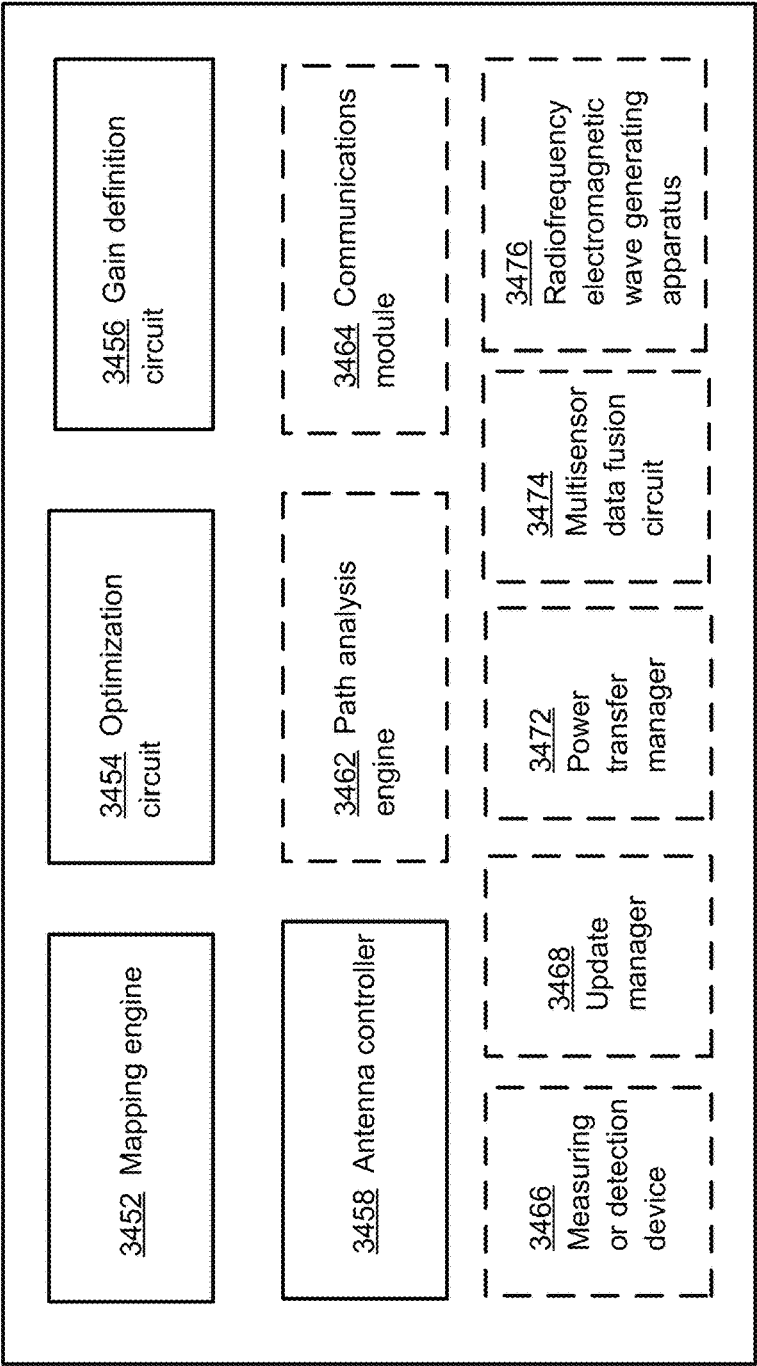 3452 Mapping engine
3454 Optimization
circuit
3456 Gain definition
circuit
3458 Antenna controller
3462 Path analysis
engine
3464 Communications
module
3466
Measuring
or detection
device
3468
Update
manager
3472
Power
transfer
manager
3474
Multisensor
data fusion
circuit
3476
Radiofrequency
electromagnetic
wave generating
apparatus